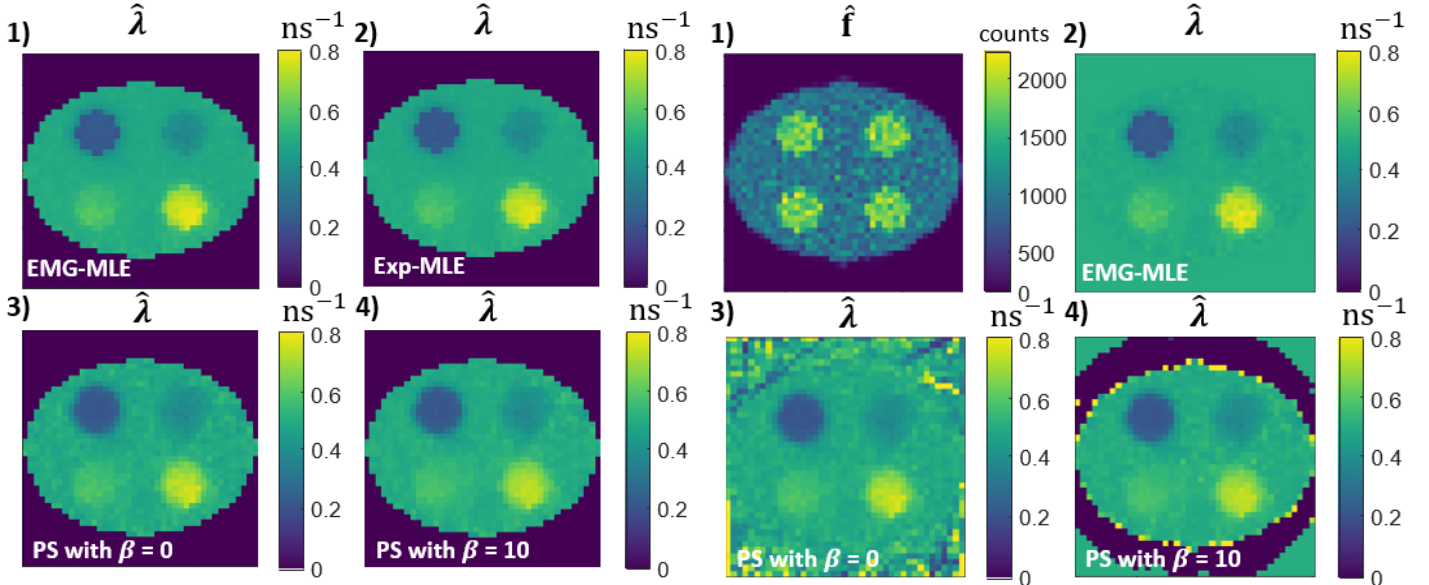 1) λ̂ ns⁻¹
0.8
0.6
0.4
0.2
0
EMG-MLE
2) λ̂ ns⁻¹
0.8
0.6
0.4
0.2
0
Exp-MLE
1) f̂ counts
2000
1500
1000
500
0
2) λ̂ ns⁻¹
0.8
0.6
0.4
0.2
0
EMG-MLE
3) λ̂ ns⁻¹
0.8
0.6
0.4
0.2
0
PS with β = 0
4) λ̂ ns⁻¹
0.8
0.6
0.4
0.2
0
PS with β = 10
3) λ̂ ns⁻¹
0.8
0.6
0.4
0.2
0
PS with β = 0
4) λ̂ ns⁻¹
0.8
0.6
0.4
0.2
0
PS with β = 10